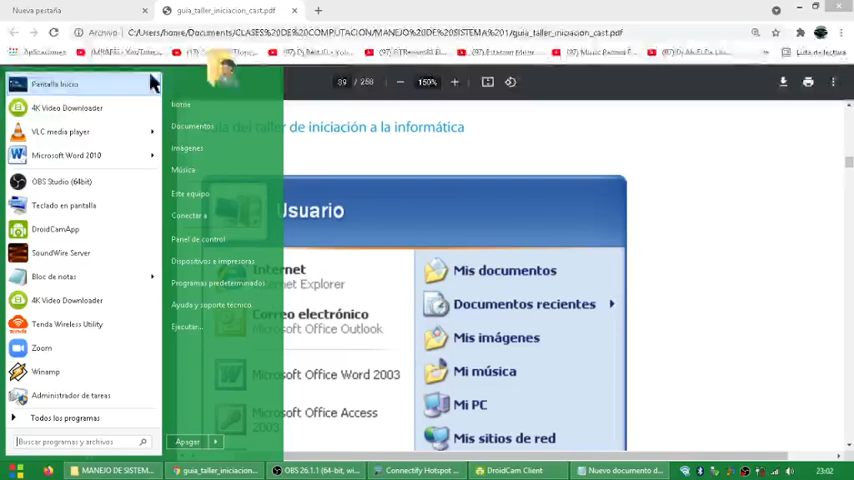 Nueva pestaña
guia_taller_iniciacion_cast.pdf
Archivo
C:/Users/home/Documents/CLASES%20DE%20COMPUTACION/MANEJO%20DE%20SISTEMA%201/guia_taller_iniciacion_cast.pdf
Aplicaciones
Lista de lectura
89 / 258
150%
Pantalla Inicio
4K Video Downloader
VLC media player
Microsoft Word 2010
OBS Studio (64bit)
Teclado en pantalla
DroidCamApp
SoundWire Server
Bloc de notas
4K Video Downloader
Tenda Wireless Utility
Zoom
Winamp
Administrador de tareas
Todos los programas
Buscar programas y archivos
home
Documentos
Imágenes
Música
Este equipo
Conectar a
Panel de control
Dispositivos e impresoras
Programas predeterminados
Ayuda y soporte técnico
Ejecutar...
Apagar
del taller de iniciación a la informática
Usuario
Internet
Internet Explorer
Correo electrónico
Microsoft Office Outlook
Microsoft Office Word 2003
Microsoft Office Access
2003
Mis documentos
Documentos recientes
Mis imágenes
Mi música
Mi PC
Mis sitios de red
MANEJO DE SISTEM...
guia_taller_iniciacion...
OBS 26.1.1 (64-bit, wi...
Connectify Hotspot ...
DroidCam Client
Nuevo documento d...
23:02